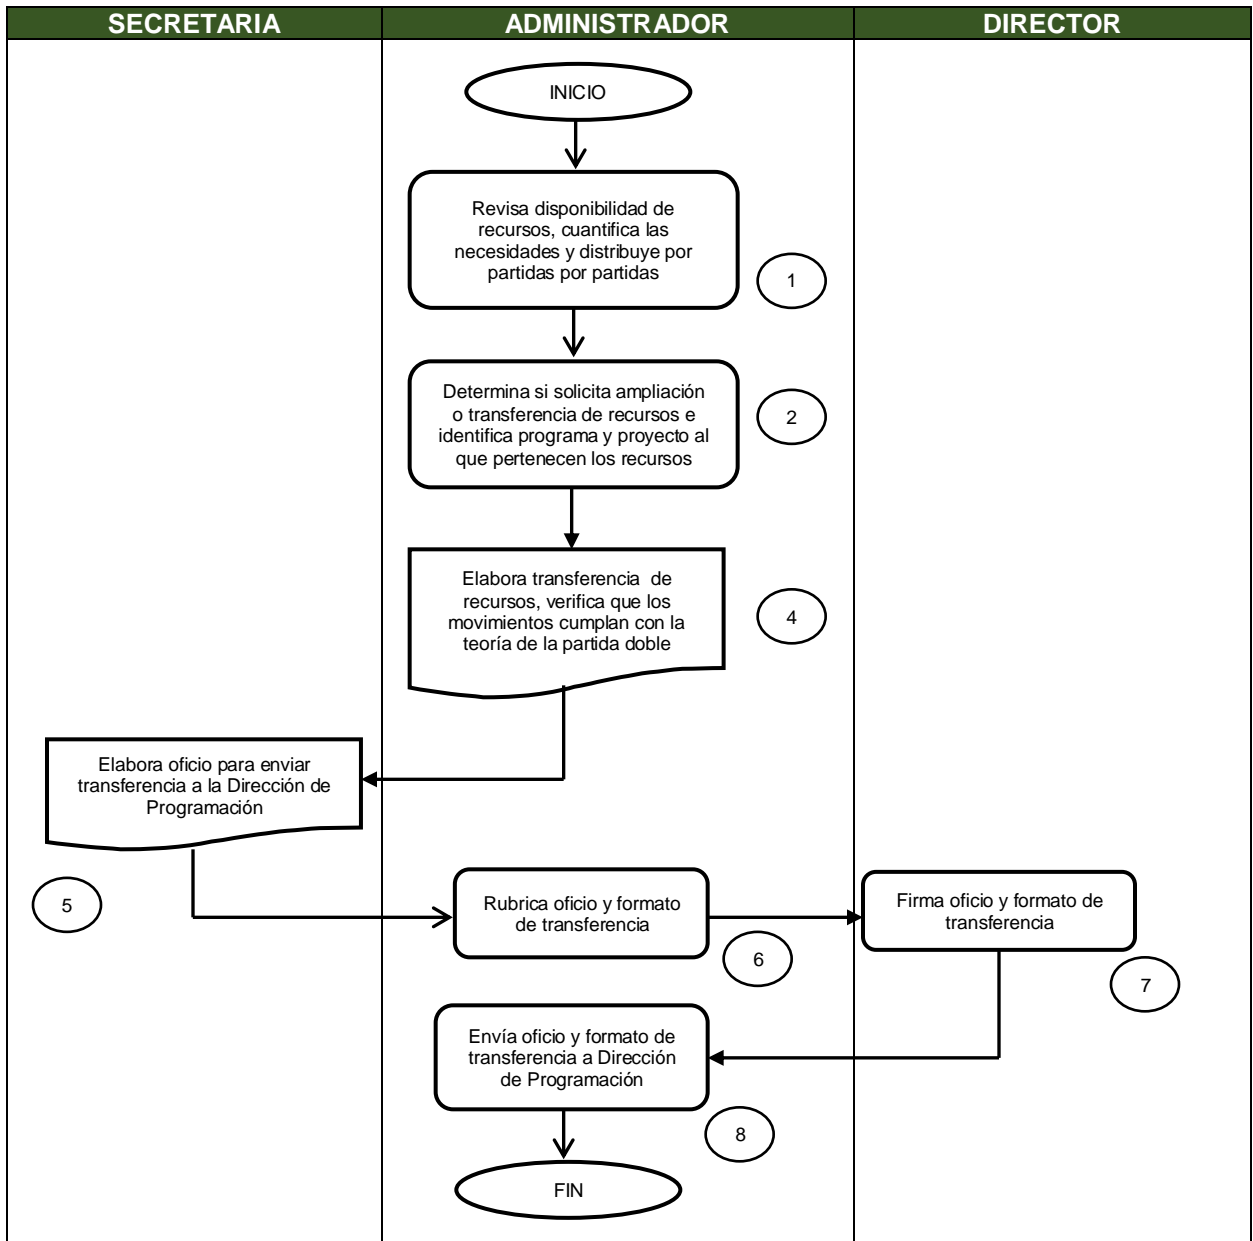 SECRETARIA
ADMINISTRADOR
DIRECTOR
INICIO
Revisa disponibilidad de
recursos, cuantifica las
necesidades y distribuye por
partidas por partidas
1
Determina si solicita ampliación
o transferencia de recursos e
identifica programa y proyecto al
que pertenecen los recursos
2
Elabora transferencia de
recursos, verifica que los
movimientos cumplan con la
teoría de la partida doble
4
Elabora oficio para enviar
transferencia a la Dirección de
Programación
5
Rubrica oficio y formato
de transferencia
6
Firma oficio y formato de
transferencia
7
Envía oficio y formato de
transferencia a Dirección
de Programación
8
FIN